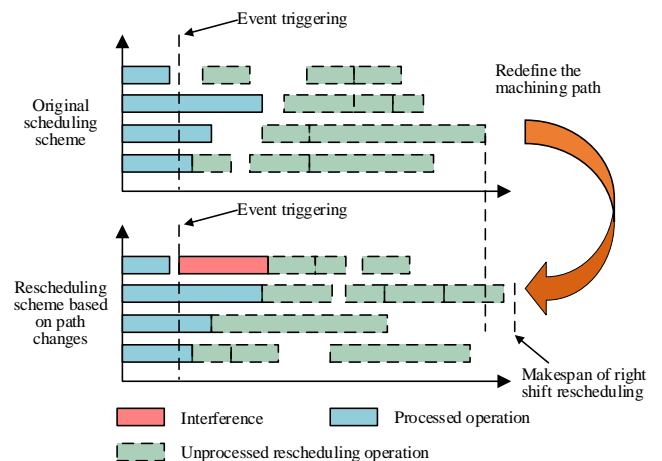 Event triggering
Original
scheduling
scheme
Redefine the
machining path
Event triggering
Rescheduling
scheme based
on path
changes
Makespan of right
shift rescheduling
Interference
Processed operation
Unprocessed rescheduling operation